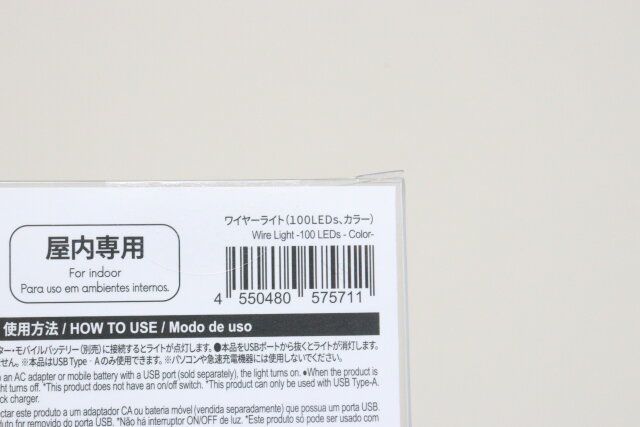 ワイヤーライト(100LEDs、カラー)
Wire Light -100 LEDs - Color-
屋内専用
For indoor
Para uso em ambientes internos.
4 550480 575711
使用方法 / HOW TO USE / Modo de uso
ター・モバイルバッテリー(別売)に接続するとライトが点灯します。●本品をUSBポートから抜くとライトが消灯します。
せん。※本品はUSB Type-Aのみ使用できます。※パソコンや急速充電機器には使用しないでください。
an AC adapter or mobile battery with a USB port (sold separately), the light turns on. ●When the product is
ht turns off. *This product does not have an on/off switch. *This product can only be used with USB Type-A.
ck charger.
ctar este produto a um adaptador CA ou bateria móvel (vendida separadamente) que possua um porta USB.
duto for removido do porta USB. *Não há interruptor ON/OFF de luz. *Este produto só pode ser usado com